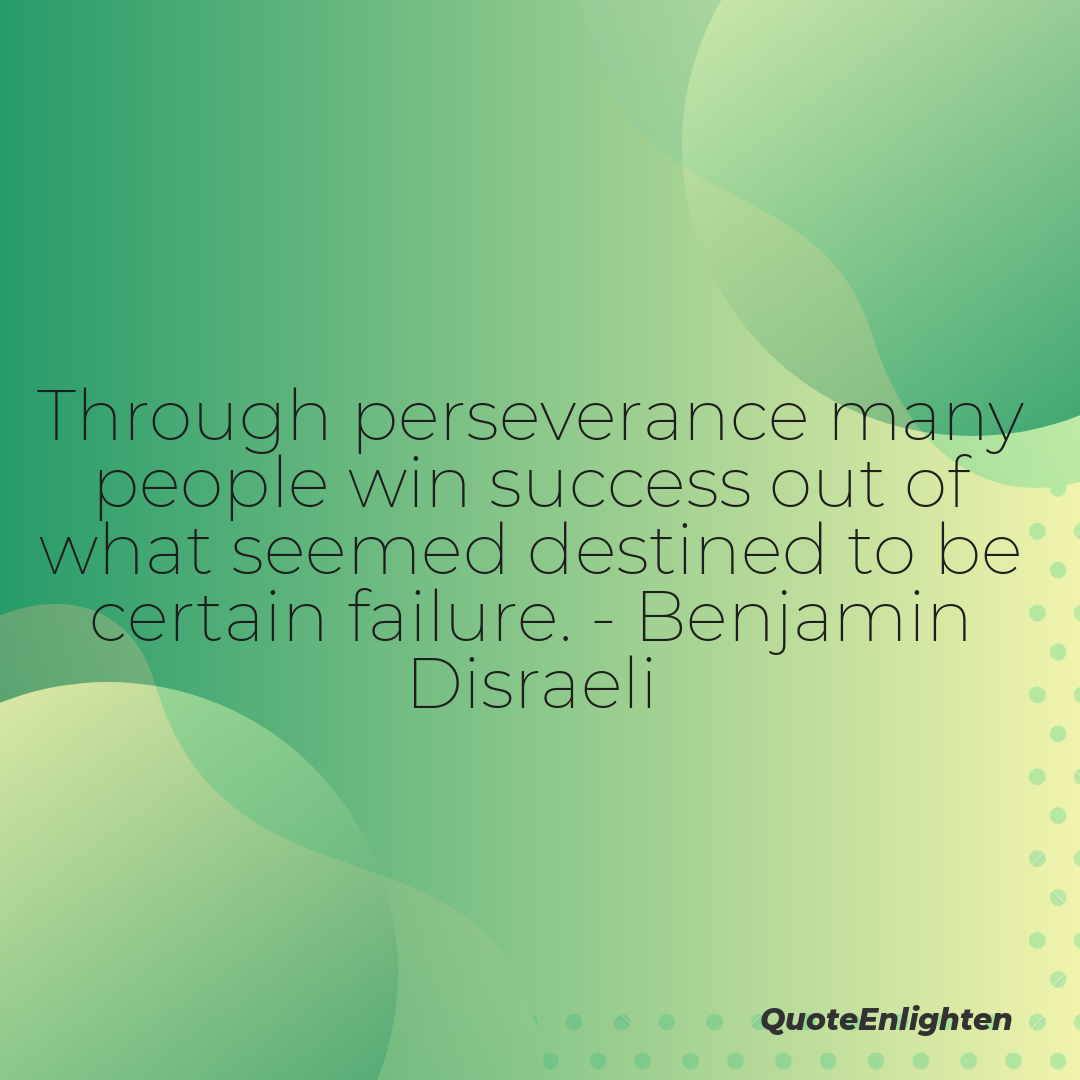 Through perseverance many
people win success out of
what seemed destined to be
certain failure. - Benjamin
Disraeli
QuoteEnlighten